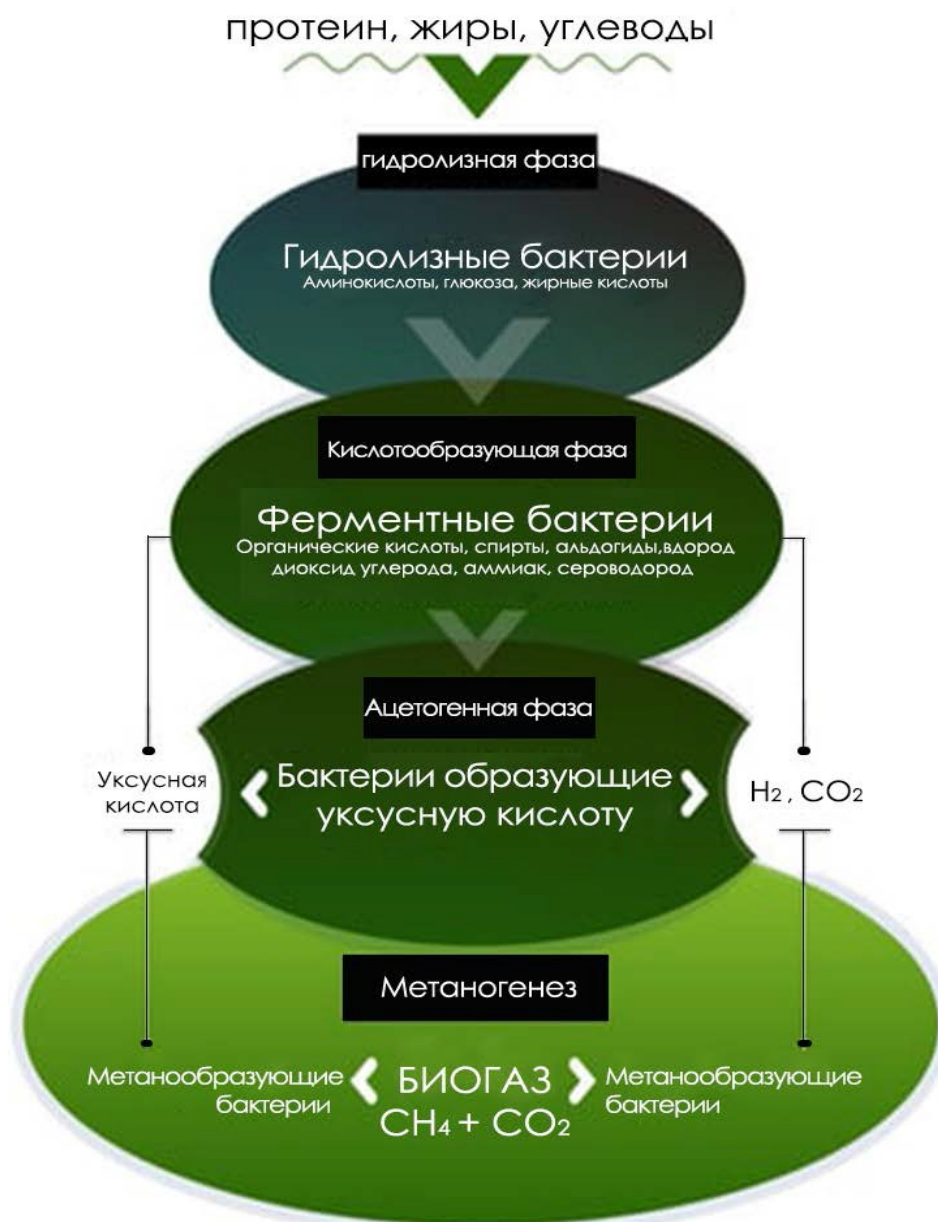 протеин, жиры, углеводы
гидролизная фаза
Гидролизные бактерии
Аминокислоты, глюкоза, жирные кислоты
Кислотообразующая фаза
Ферментные бактерии
Органические кислоты, спирты, альдогиды,вдород
диоксид углерода, аммиак, сероводород
Ацетогенная фаза
Уксусная
кислота
Бактерии образующие
уксусную кислоту
H2 , CO2
Метаногенез
Метанообразующие
бактерии
БИОГАЗ
CH4 + CO2
Метанообразующие
бактерии